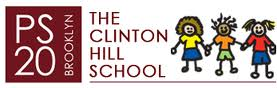 PS
20
BROOKLYN
THE
CLINTON
HILL
SCHOOL